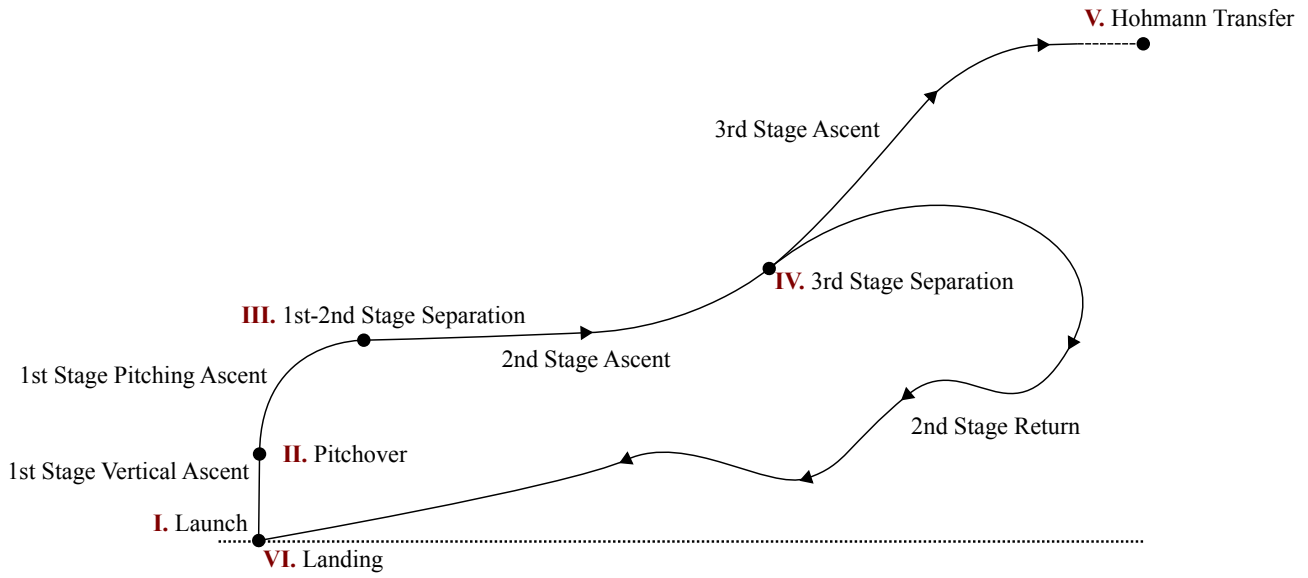 V. Hohmann Transfer
3rd Stage Ascent
IV. 3rd Stage Separation
III. 1st-2nd Stage Separation
2nd Stage Ascent
1st Stage Pitching Ascent
2nd Stage Return
II. Pitchover
1st Stage Vertical Ascent
I. Launch
VI. Landing